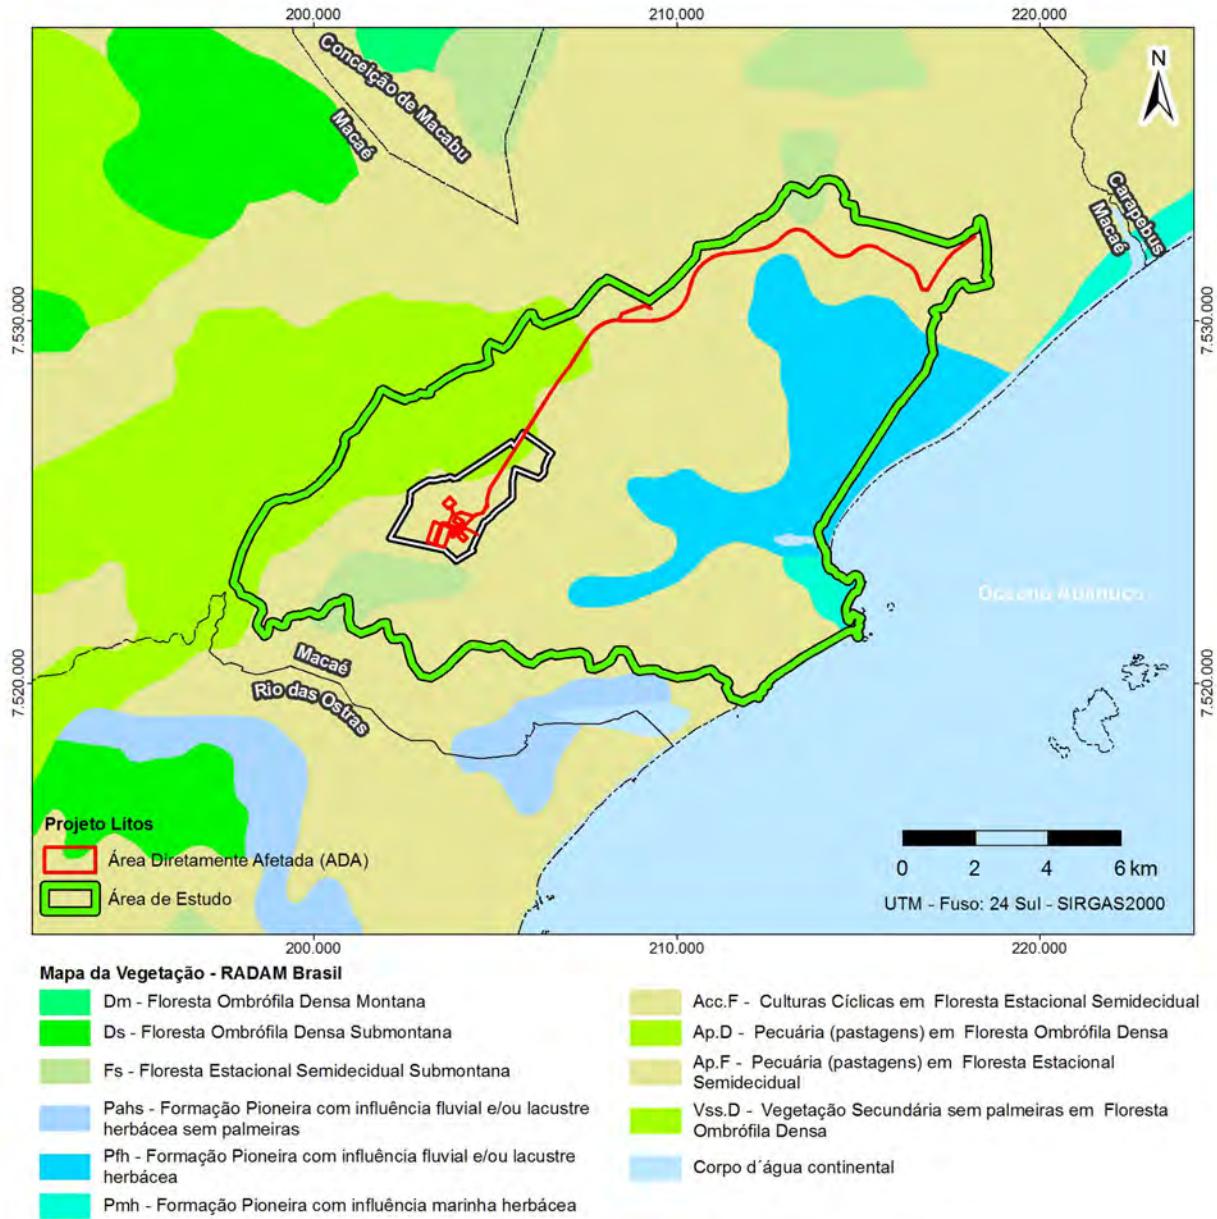 200.000
210.000
220.000
N
Conceição de Macabu
Macaé
Carapebus
Macaé
7.530.000
7.530.000
Oceano Atlântico
Macaé
Rio das Ostras
7.520.000
7.520.000
Projeto Litos
Área Diretamente Afetada (ADA)
Área de Estudo
0 2 4 6 km
UTM - Fuso: 24 Sul - SIRGAS2000
200.000
210.000
220.000
Mapa da Vegetação - RADAM Brasil
Dm - Floresta Ombrófila Densa Montana
Ds - Floresta Ombrófila Densa Submontana
Fs - Floresta Estacional Semidecidual Submontana
Pahs - Formação Pioneira com influência fluvial e/ou lacustre
herbácea sem palmeiras
Pfh - Formação Pioneira com influência fluvial e/ou lacustre
herbácea
Pmh - Formação Pioneira com influência marinha herbácea
Acc.F - Culturas Cíclicas em Floresta Estacional Semidecidual
Ap.D - Pecuária (pastagens) em Floresta Ombrófila Densa
Ap.F - Pecuária (pastagens) em Floresta Estacional
Semidecidual
Vss.D - Vegetação Secundária sem palmeiras em Floresta
Ombrófila Densa
Corpo d´água continental